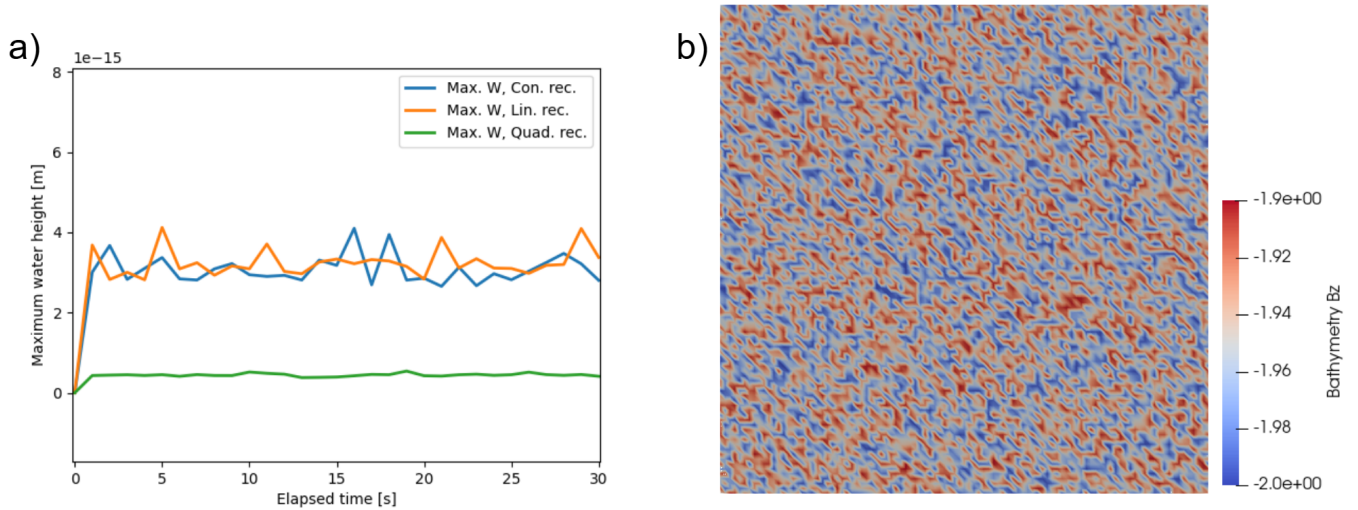 a)
1e−15
8
6
4
2
0
Maximum water height [m]
Max. W, Con. rec.
Max. W, Lin. rec.
Max. W, Quad. rec.
0 5 10 15 20 25 30
Elapsed time [s]
b)
-1.9e+00
-1.92
-1.94
-1.96
-1.98
-2.0e+00
Bathymetry Bz